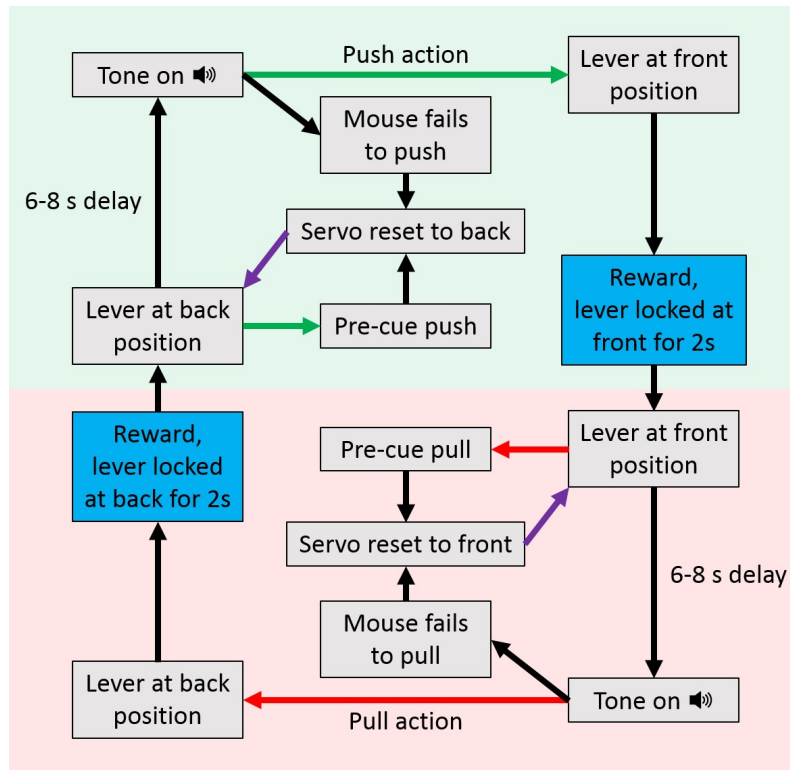 Tone on
Push action
Lever at front
position
Mouse fails
to push
6-8 s delay
Servo reset to back
Lever at back
position
Pre-cue push
Reward,
lever locked at
front for 2s
Reward,
lever locked
at back for 2s
Pre-cue pull
Lever at front
position
Servo reset to front
6-8 s delay
Mouse fails
to pull
Lever at back
position
Pull action
Tone on